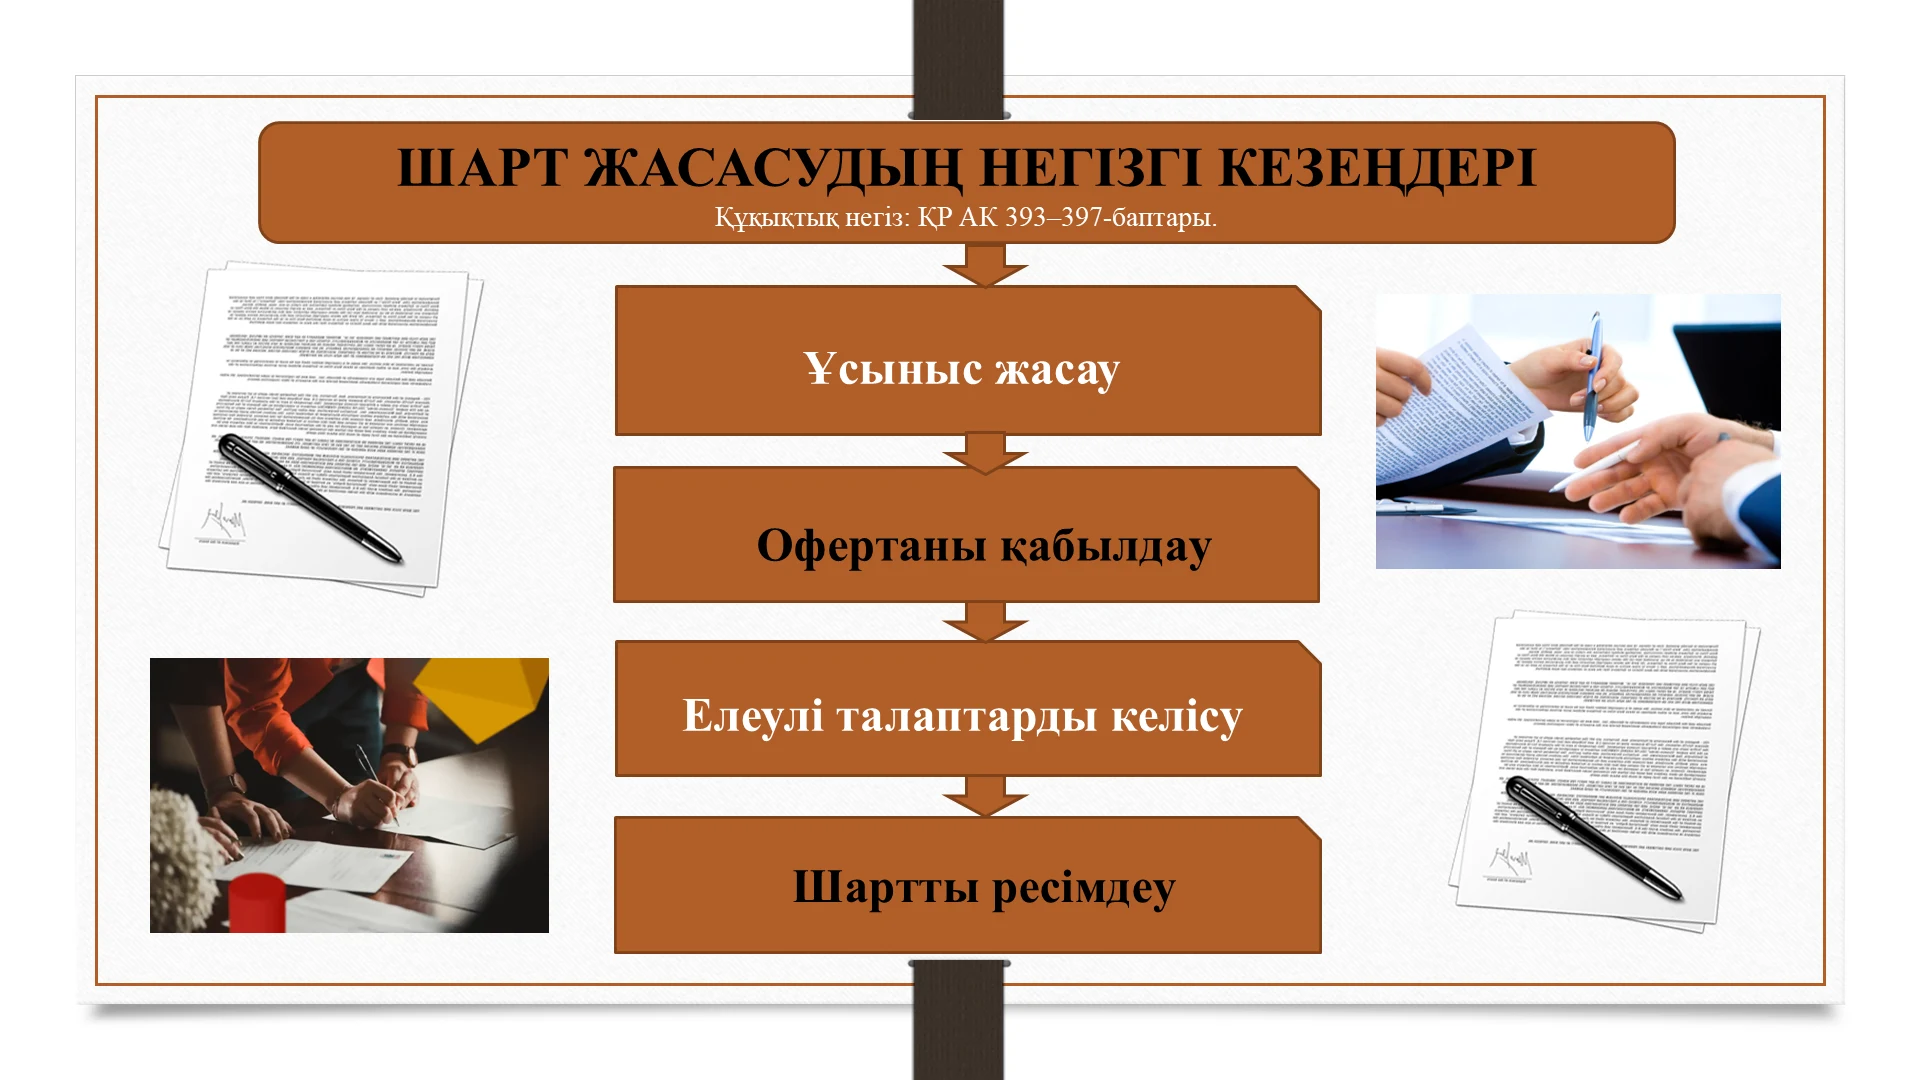 ШАРТ ЖАСАСУДЫҢ НЕГІЗГІ КЕЗЕҢДЕРІ
Құқықтық негіз: ҚР АК 393–397-баптары.
Ұсыныс жасау
Офертаны қабылдау
Елеулі талаптарды келісу
Шартты ресімдеу